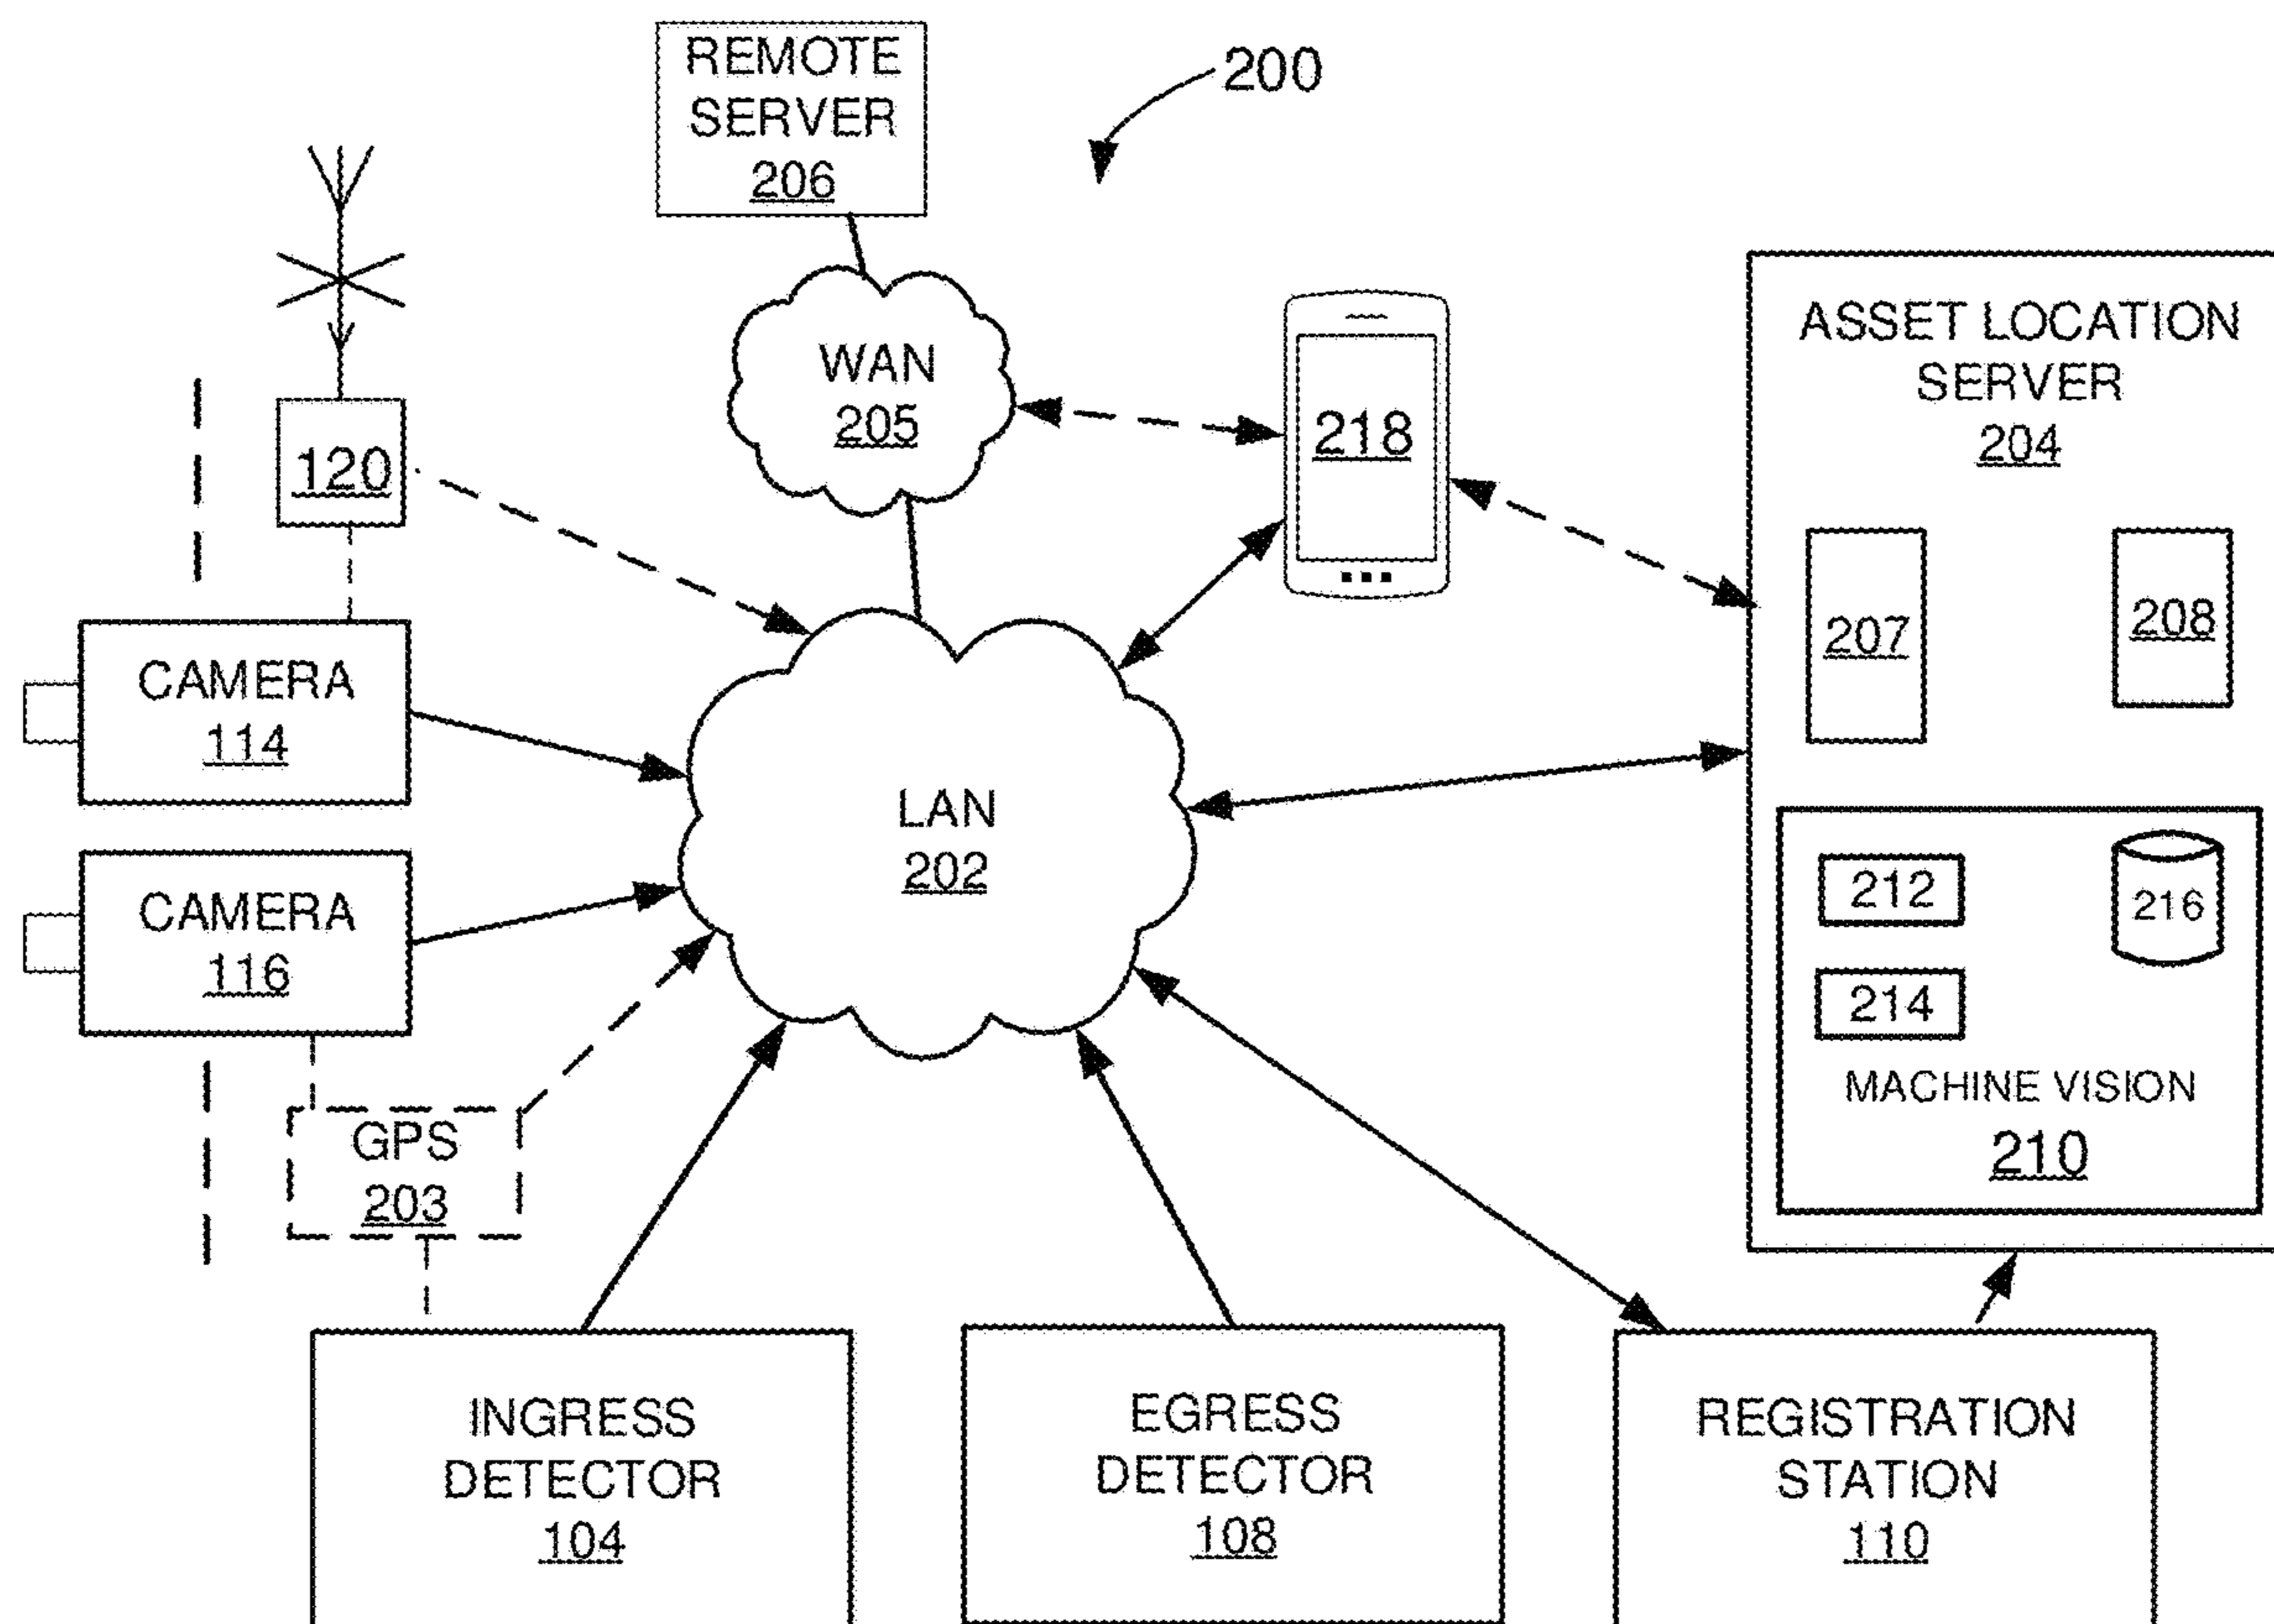 REMOTE
SERVER
206
200
WAN
205
218
ASSET LOCATION
SERVER
204
120
207
208
CAMERA
114
LAN
202
CAMERA
116
212
216
214
MACHINE VISION
210
GPS
203
INGRESS
DETECTOR
104
EGRESS
DETECTOR
108
REGISTRATION
STATION
110